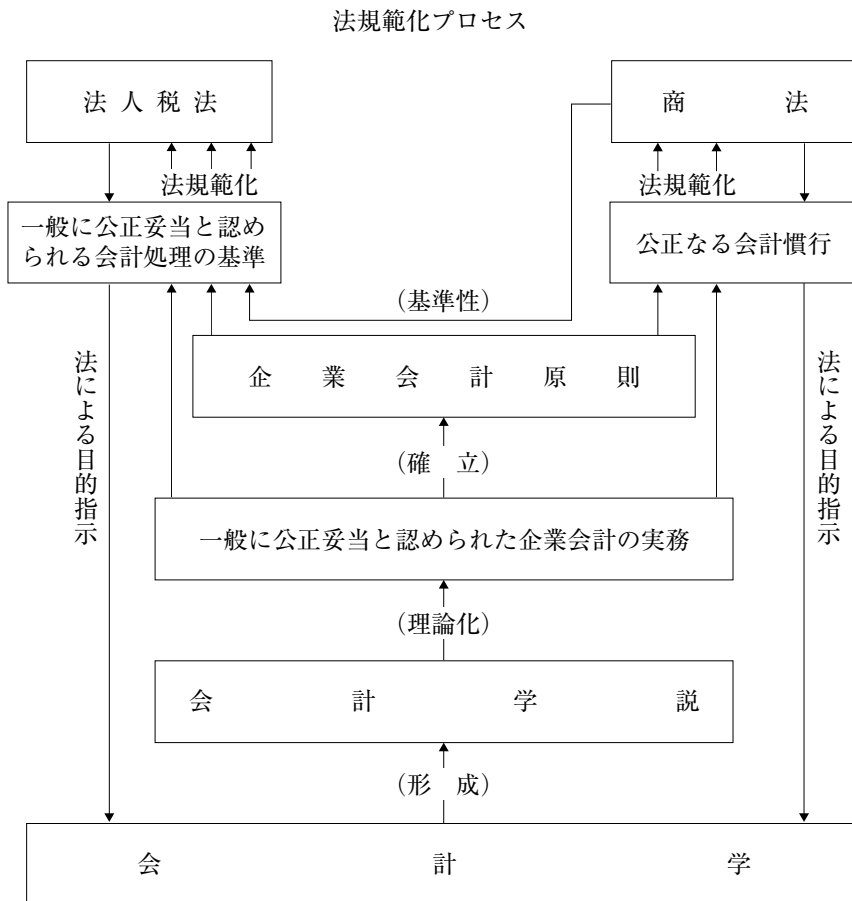 法規範化プロセス
法人税法
商法
法規範化
法規範化
一般に公正妥当と認め
られる会計処理の基準
公正なる会計慣行
（基準性）
企業会計原則
法による目的指示
法による目的指示
（確立）
一般に公正妥当と認められた企業会計の実務
（理論化）
会計学説
（形成）
会計学